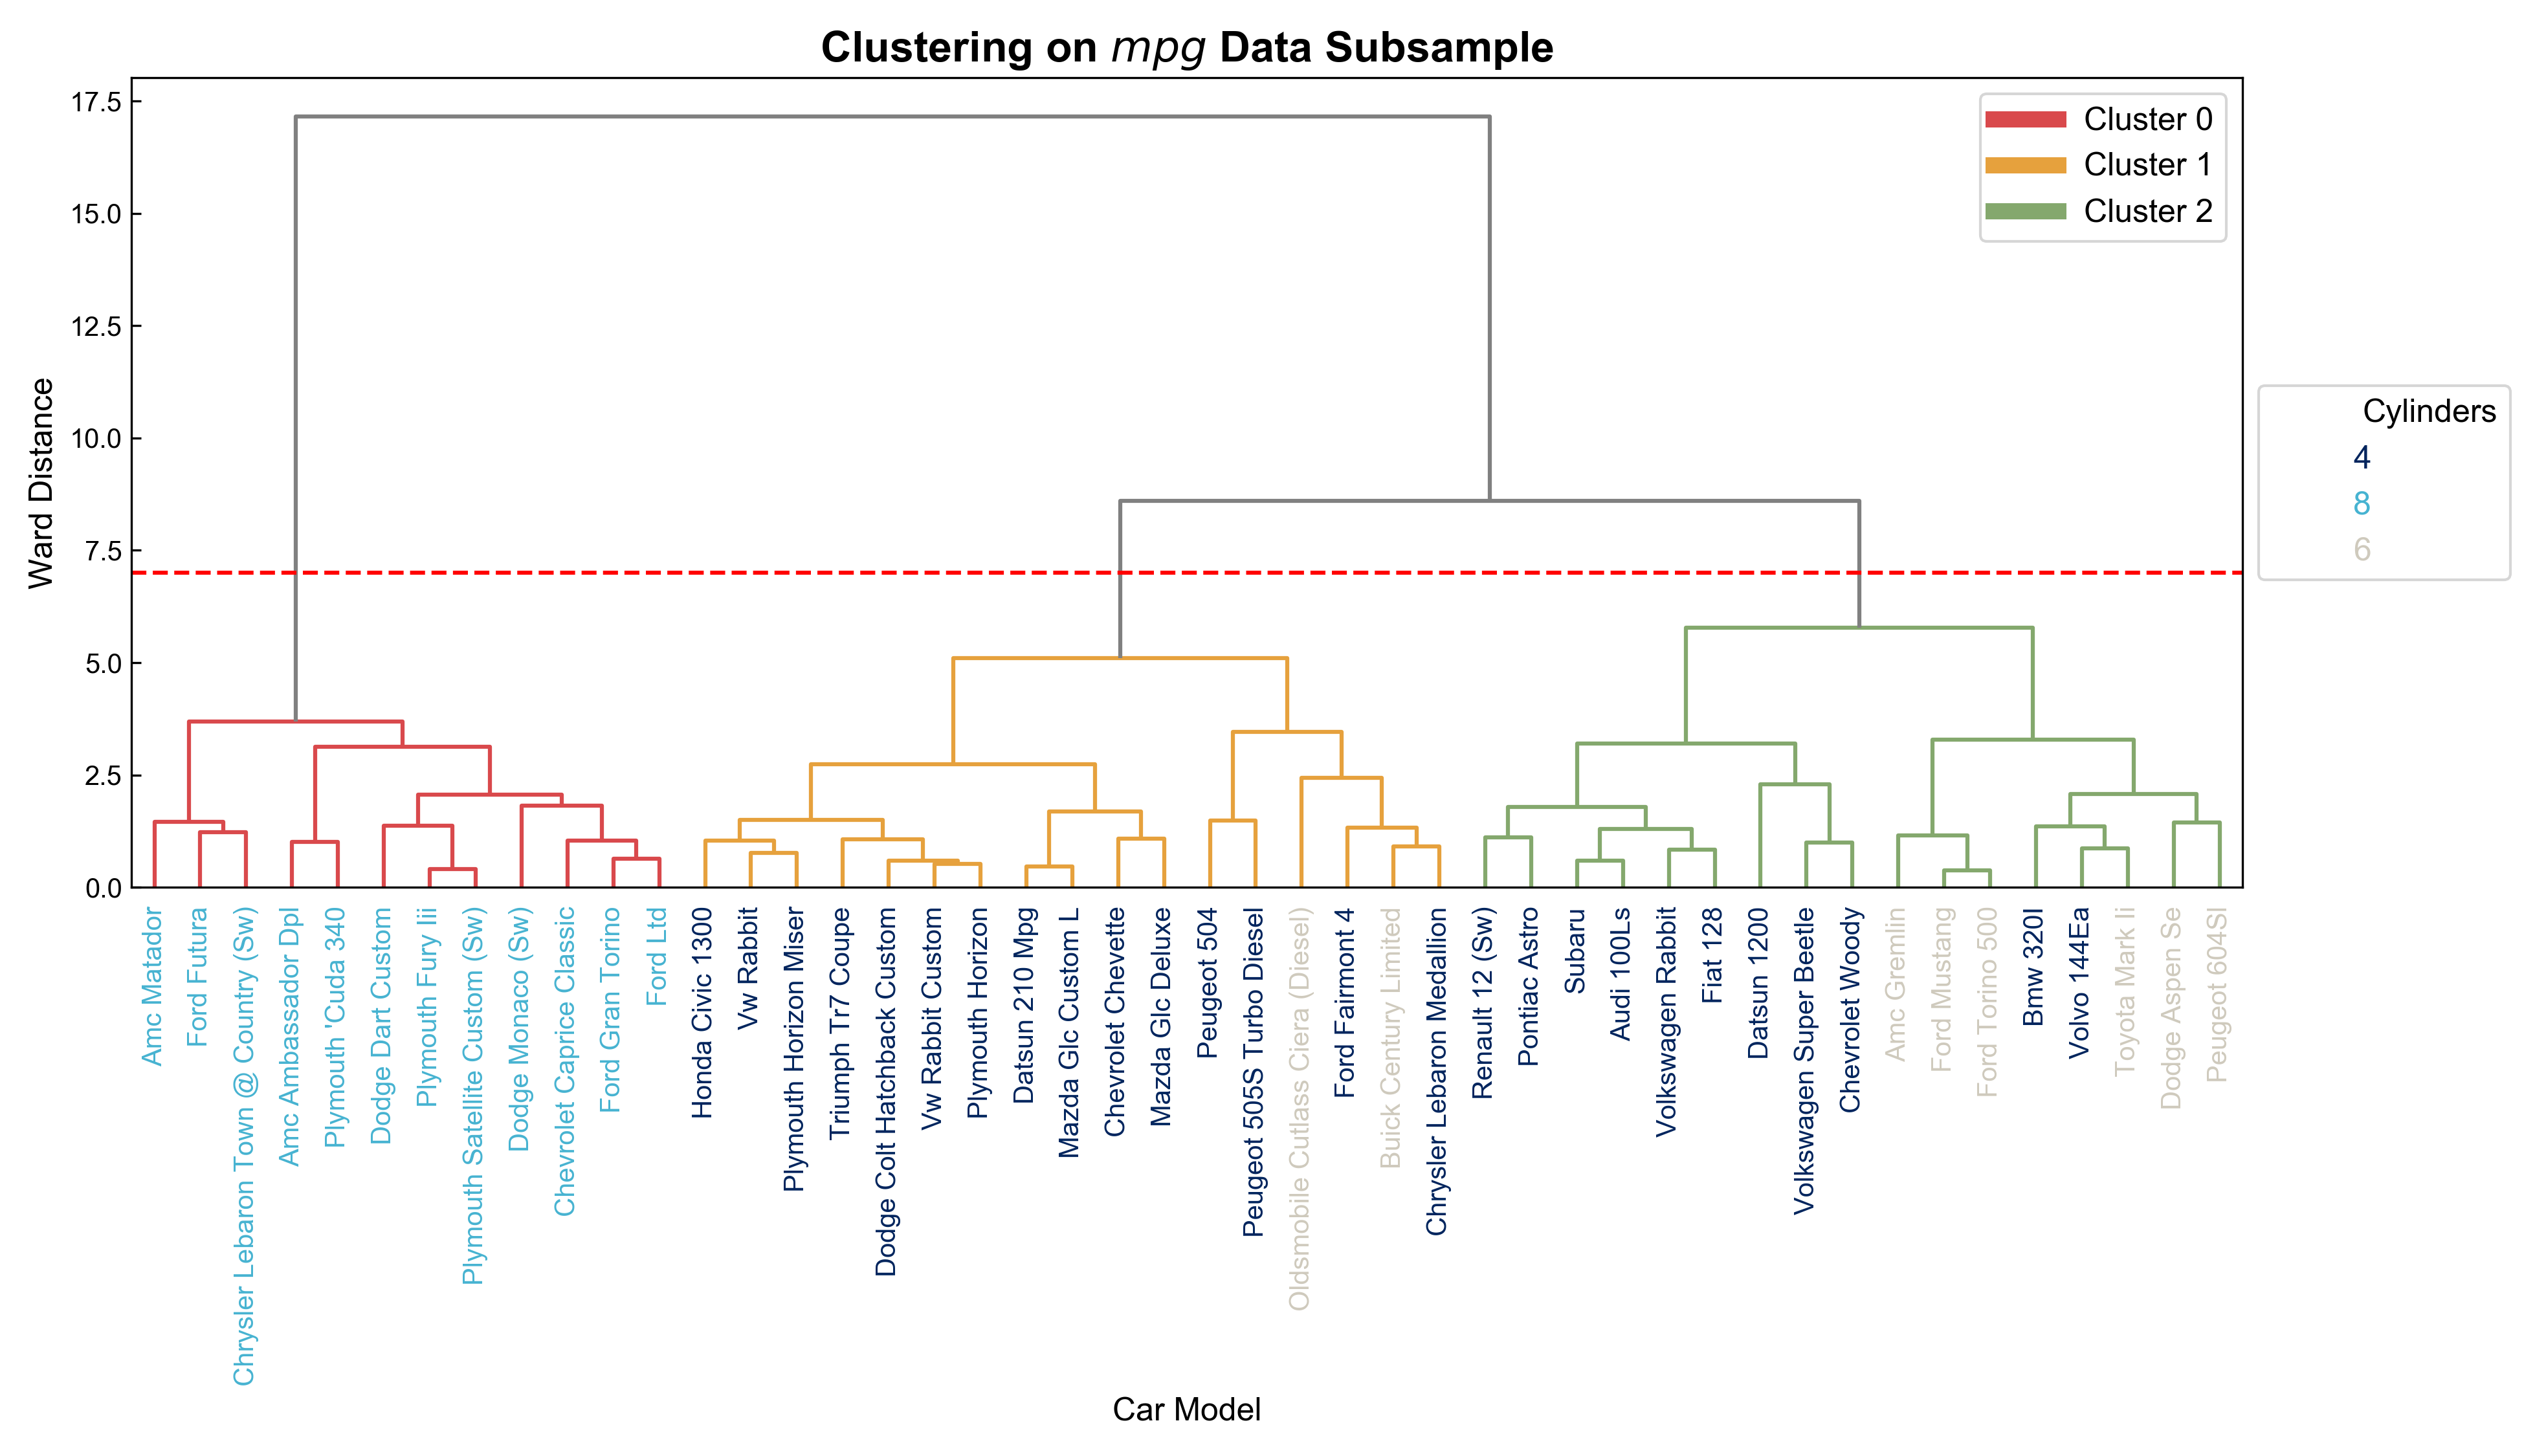 Clustering on mpg Data Subsample
17.5
15.0
12.5
10.0
7.5
5.0
2.5
0.0
Ward Distance
Cluster 0
Cluster 1
Cluster 2
Cylinders
4
8
6
Amc Matador
Ford Futura
Chrysler Lebaron Town @ Country (Sw)
Amc Ambassador Dpl
Plymouth 'Cuda 340
Dodge Dart Custom
Plymouth Fury Iii
Plymouth Satellite Custom (Sw)
Dodge Monaco (Sw)
Chevrolet Caprice Classic
Ford Gran Torino
Ford Ltd
Honda Civic 1300
Vw Rabbit
Plymouth Horizon Miser
Triumph Tr7 Coupe
Dodge Colt Hatchback Custom
Vw Rabbit Custom
Plymouth Horizon
Datsun 210 Mpg
Mazda Glc Custom L
Chevrolet Chevette
Mazda Glc Deluxe
Peugeot 504
Peugeot 505S Turbo Diesel
Oldsmobile Cutlass Ciera (Diesel)
Ford Fairmont 4
Buick Century Limited
Chrysler Lebaron Medallion
Renault 12 (Sw)
Pontiac Astro
Subaru
Audi 100Ls
Volkswagen Rabbit
Fiat 128
Datsun 1200
Volkswagen Super Beetle
Chevrolet Woody
Amc Gremlin
Ford Mustang
Ford Torino 500
Bmw 320I
Volvo 144Ea
Toyota Mark Ii
Dodge Aspen Se
Peugeot 604Sl
Car Model